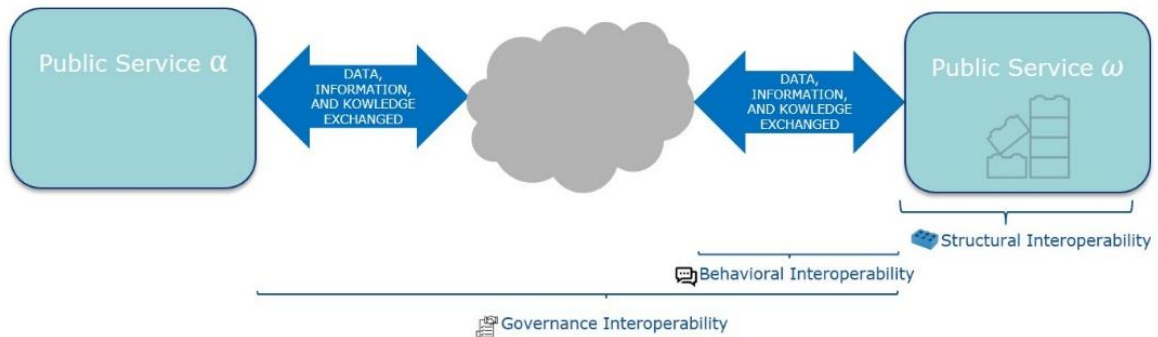 Public Service α
DATA,
INFORMATION,
AND KOWLEDGE
EXCHANGED
DATA,
INFORMATION,
AND KOWLEDGE
EXCHANGED
Public Service ω
Structural Interoperability
Behavioral Interoperability
Governance Interoperability